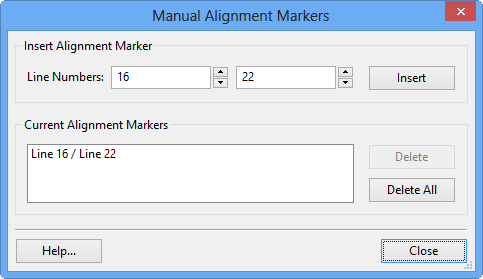 Manual Alignment Markers
Insert Alignment Marker
Line Numbers: 16 22 Insert
Current Alignment Markers
Line 16 / Line 22
Delete
Delete All
Help... Close